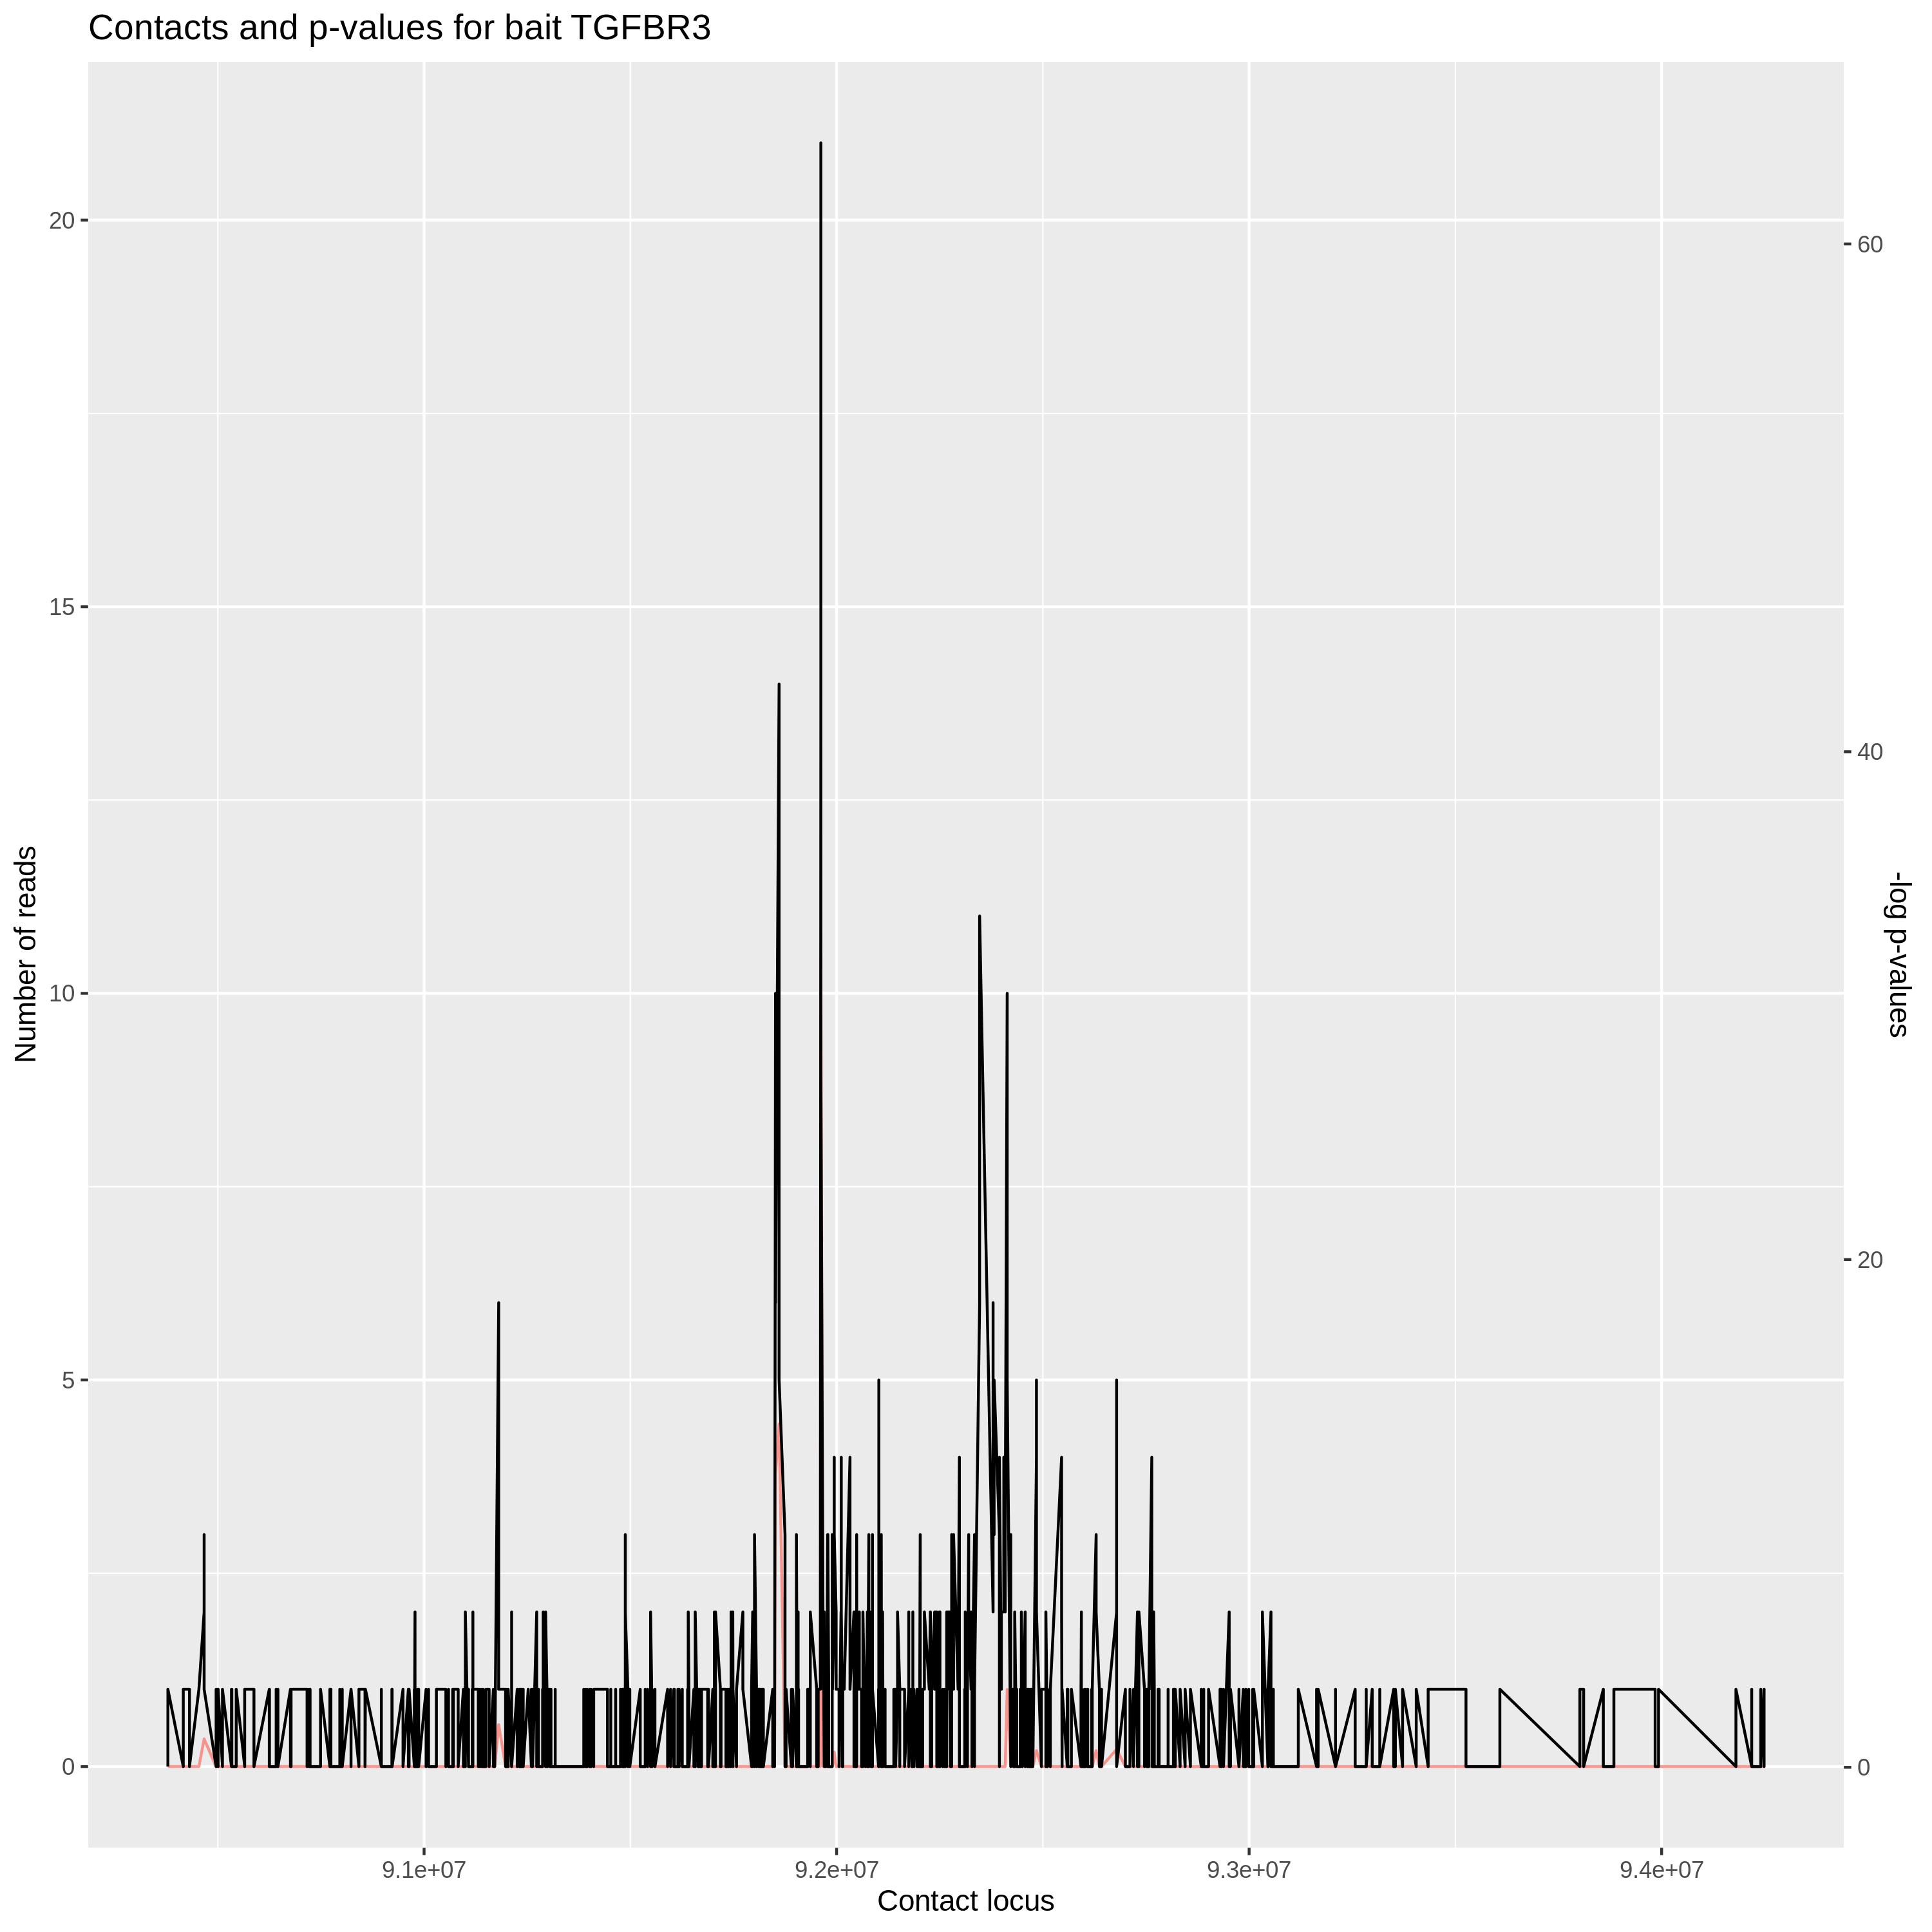 Contacts and p-values for bait TGFBR3
20
15
10
5
0
Number of reads
60
40
20
0
-log p-values
9.1e+07 9.2e+07 9.3e+07 9.4e+07
Contact locus